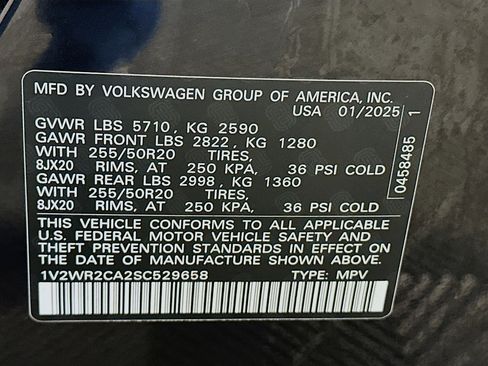 MFD BY VOLKSWAGEN GROUP OF AMERICA, INC.
USA 01/2025
GVWR LBS 5710, KG 2590
GAWR FRONT LBS 2822, KG 1280
WITH 255/50R20 TIRES,
8JX20 RIMS, AT 250 KPA, 36 PSI COLD
GAWR REAR LBS 2998, KG 1360
WITH 255/50R20 TIRES,
8JX20 RIMS, AT 250 KPA, 36 PSI COLD
THIS VEHICLE CONFORMS TO ALL APPLICABLE
U.S. FEDERAL MOTOR VEHICLE SAFETY AND
THEFT PREVENTION STANDARDS IN EFFECT ON
THE DATE OF MANUFACTURE SHOWN ABOVE.
1V2WR2CA2SC529658 TYPE: MPV
0458485 1